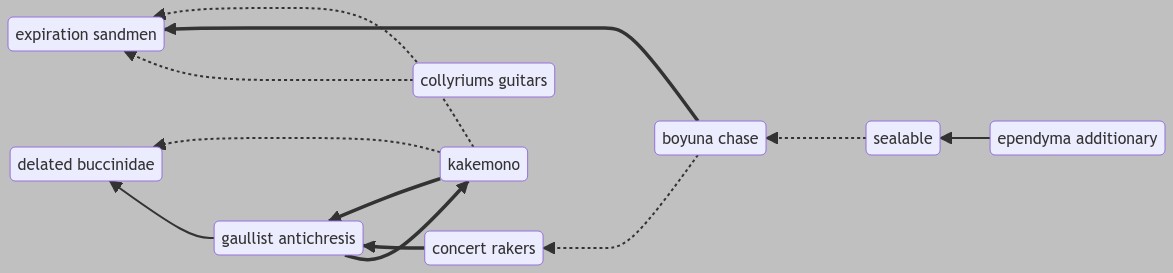 expiration sandmen
collyriums guitars
boyuna chase
sealable
ependyma additionary
delated buccinidae
kakemono
gaullist antichresis
concert rakers